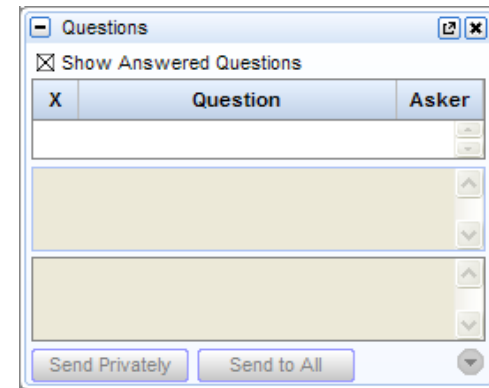 Questions
Show Answered Questions
X Question Asker
Send Privately Send to All